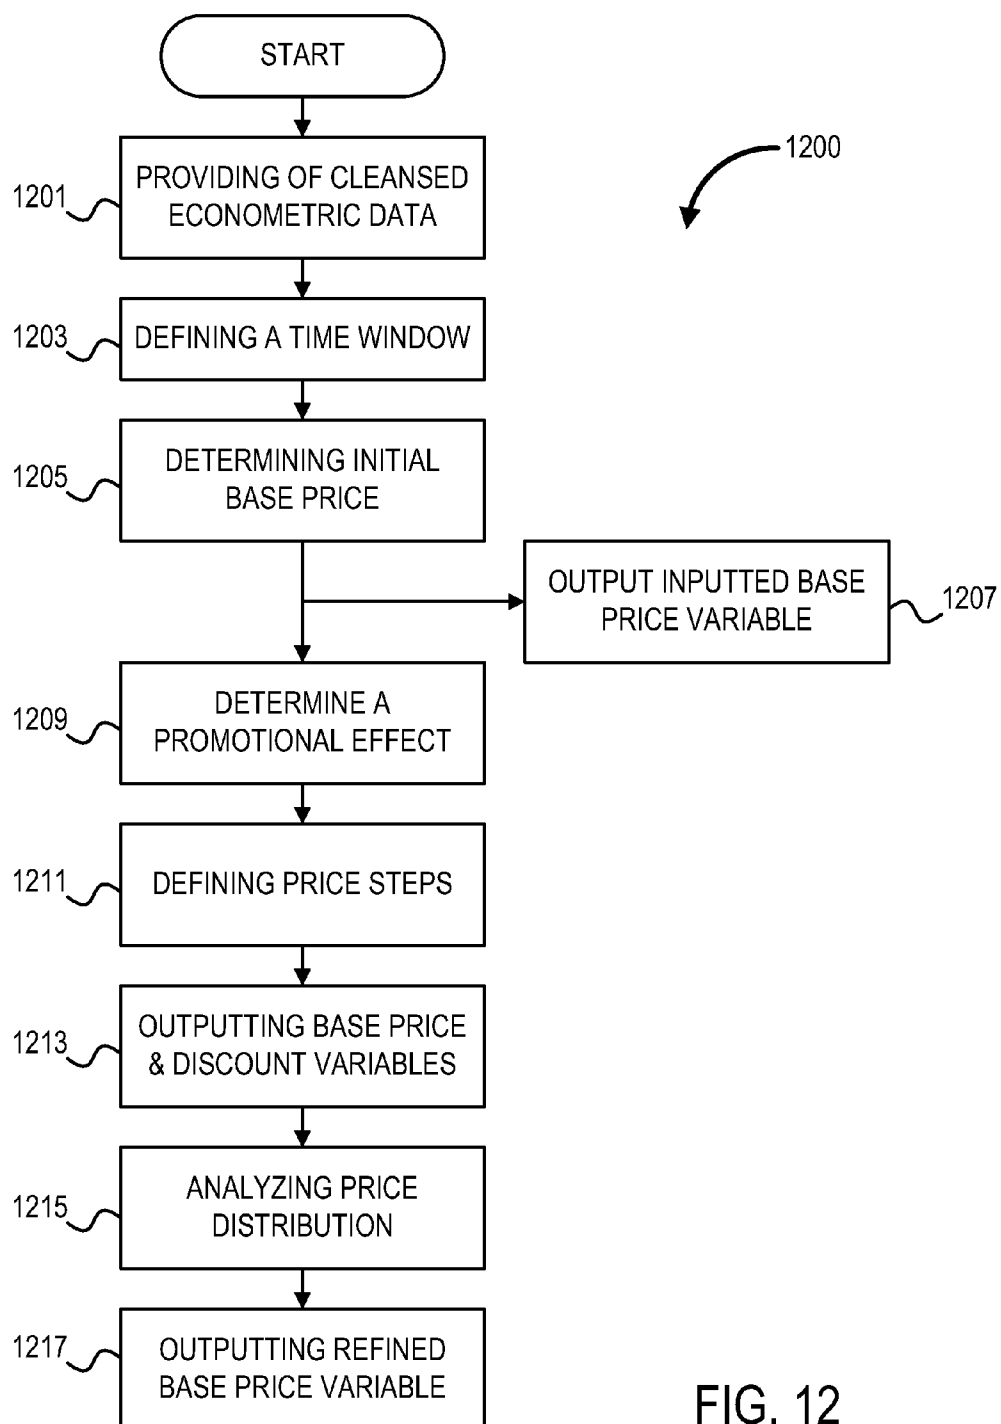 START
1200
1201
PROVIDING OF CLEANSED
ECONOMETRIC DATA
1203
DEFINING A TIME WINDOW
1205
DETERMINING INITIAL
BASE PRICE
OUTPUT INPUTTED BASE
PRICE VARIABLE
1207
1209
DETERMINE A
PROMOTIONAL EFFECT
1211
DEFINING PRICE STEPS
1213
OUTPUTTING BASE PRICE
& DISCOUNT VARIABLES
1215
ANALYZING PRICE
DISTRIBUTION
1217
OUTPUTTING REFINED
BASE PRICE VARIABLE
FIG. 12